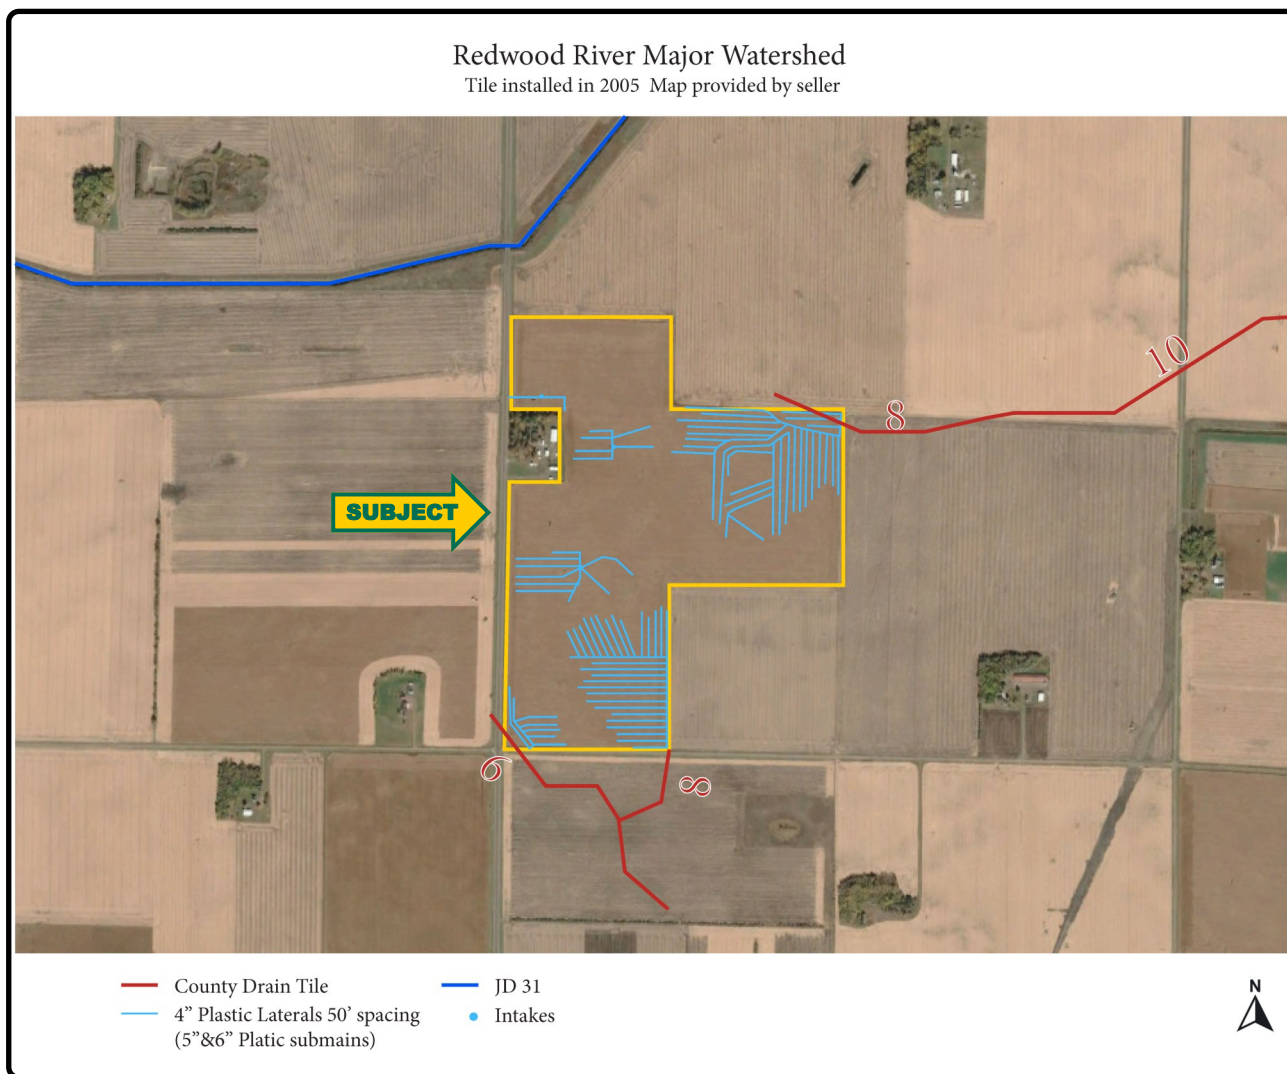 Redwood River Major Watershed
Tile installed in 2005 Map provided by seller
10
8
SUBJECT
6
8
County Drain Tile
4” Plastic Laterals 50’ spacing
(5”&6” Platic submains)
JD 31
Intakes
N